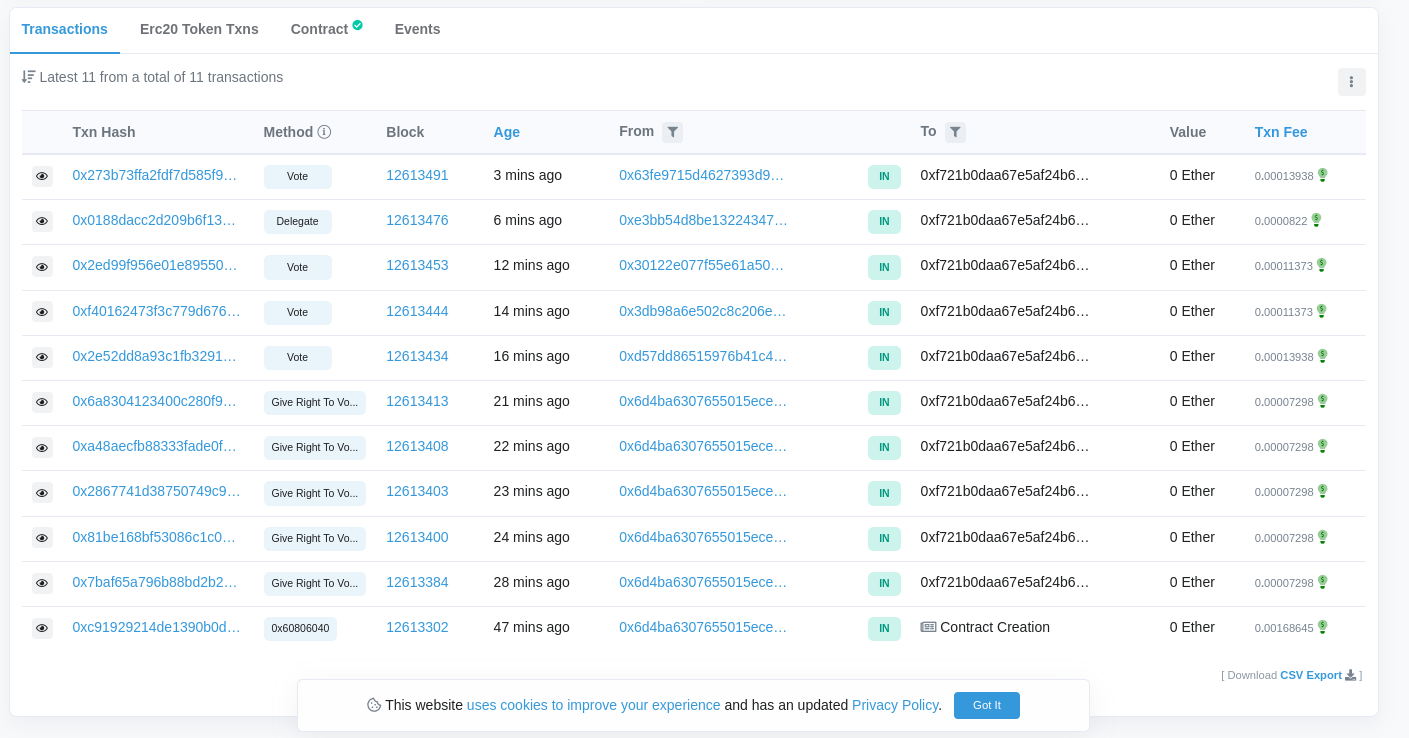 Transactions Erc20 Token Txns Contract Events
Latest 11 from a total of 11 transactions
Txn Hash Method Block Age From To Value Txn Fee
0x273b73ffa2fdf7d585f9… Vote 12613491 3 mins ago 0x63fe9715d4627393d9… IN 0xf721b0daa67e5af24b6… 0 Ether 0.00013938
0x0188dacc2d209b6f13… Delegate 12613476 6 mins ago 0xe3bb54d8be13224347… IN 0xf721b0daa67e5af24b6… 0 Ether 0.0000822
0x2ed99f956e01e89550… Vote 12613453 12 mins ago 0x30122e077f55e61a50… IN 0xf721b0daa67e5af24b6… 0 Ether 0.00011373
0xf40162473f3c779d676… Vote 12613444 14 mins ago 0x3db98a6e502c8c206e… IN 0xf721b0daa67e5af24b6… 0 Ether 0.00011373
0x2e52dd8a93c1fb3291… Vote 12613434 16 mins ago 0xd57dd86515976b41c4… IN 0xf721b0daa67e5af24b6… 0 Ether 0.00013938
0x6a8304123400c280f9… Give Right To Vo... 12613413 21 mins ago 0x6d4ba6307655015ece… IN 0xf721b0daa67e5af24b6… 0 Ether 0.00007298
0xa48aecfb88333fade0f… Give Right To Vo... 12613408 22 mins ago 0x6d4ba6307655015ece… IN 0xf721b0daa67e5af24b6… 0 Ether 0.00007298
0x2867741d38750749c9… Give Right To Vo... 12613403 23 mins ago 0x6d4ba6307655015ece… IN 0xf721b0daa67e5af24b6… 0 Ether 0.00007298
0x81be168bf53086c1c0… Give Right To Vo... 12613400 24 mins ago 0x6d4ba6307655015ece… IN 0xf721b0daa67e5af24b6… 0 Ether 0.00007298
0x7baf65a796b88bd2b2… Give Right To Vo... 12613384 28 mins ago 0x6d4ba6307655015ece… IN 0xf721b0daa67e5af24b6… 0 Ether 0.00007298
0xc91929214de1390b0d… 0x60806040 12613302 47 mins ago 0x6d4ba6307655015ece… IN Contract Creation 0 Ether 0.00168645
[ Download CSV Export ]
This website uses cookies to improve your experience and has an updated Privacy Policy. Got It